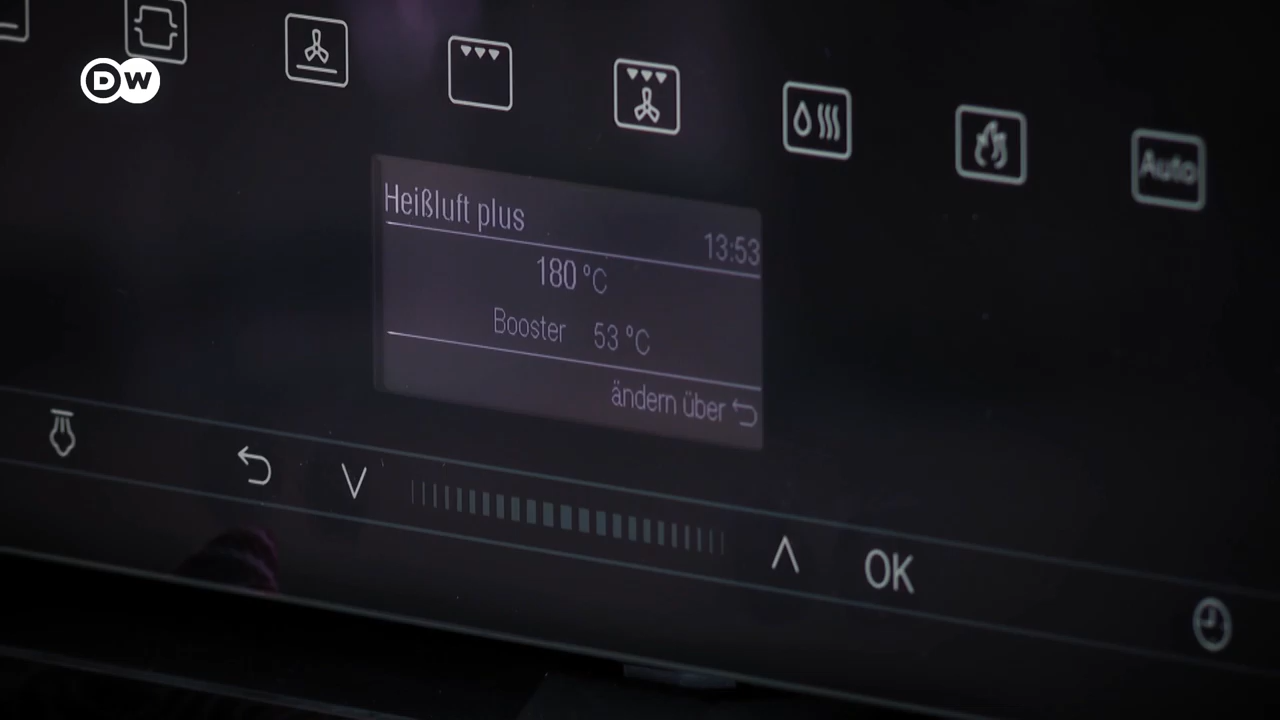 DW
Auto
Heißluft plus
13:53
180 °C
Booster 53 °C
ändern über
OK